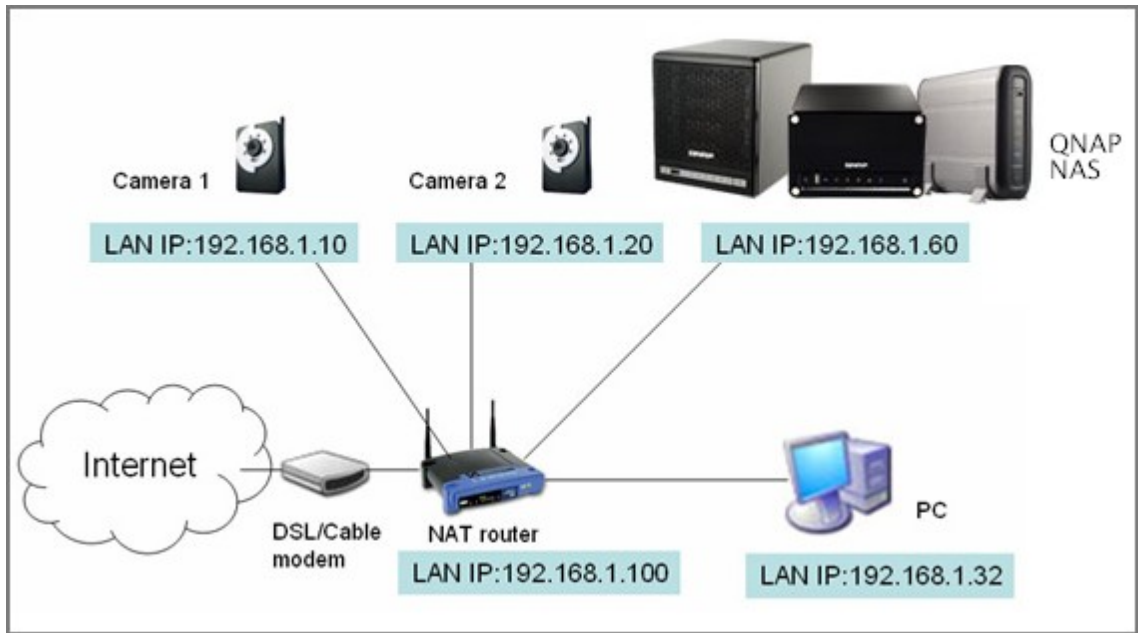 Camera 1
Camera 2
QNAP
NAS
LAN IP:192.168.1.10
LAN IP:192.168.1.20
LAN IP:192.168.1.60
Internet
DSL/Cable
modem
NAT router
PC
LAN IP:192.168.1.100
LAN IP:192.168.1.32